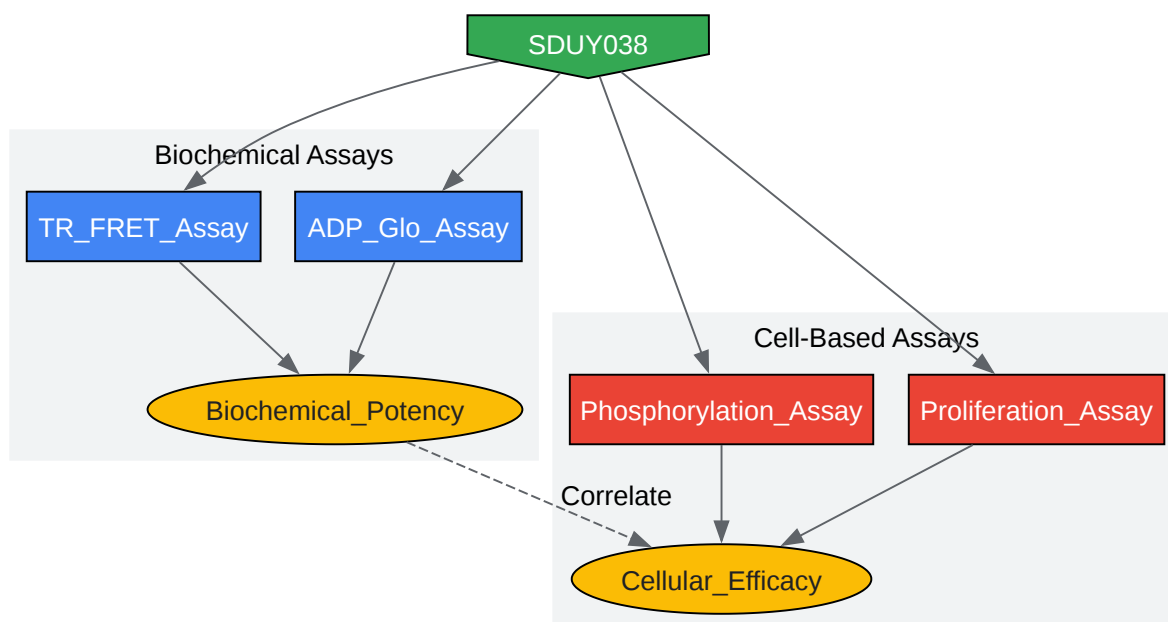 SDUY038
Biochemical Assays
TR_FRET_Assay
ADP_Glo_Assay
Cell-Based Assays
Phosphorylation_Assay
Proliferation_Assay
Biochemical_Potency
Correlate
Cellular_Efficacy